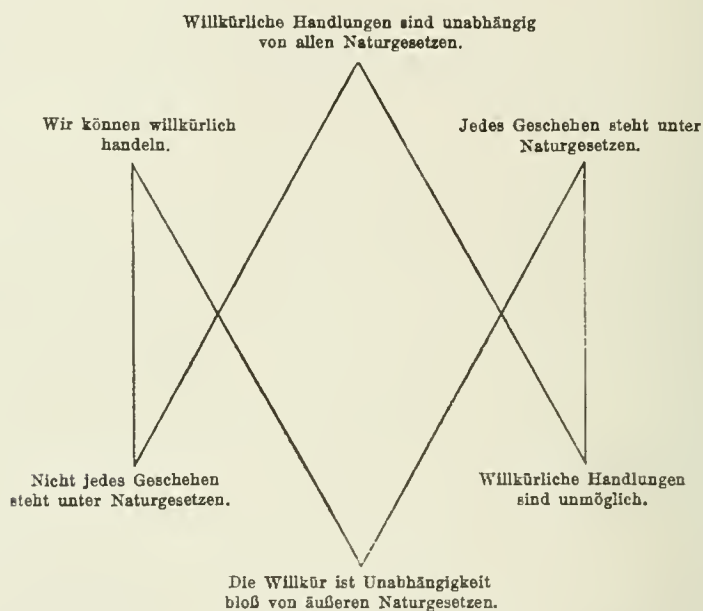 Willkürliche Handlungen sind unabhängig
von allen Naturgesetzen.
Wir können willkürlich
handeln.
Jedes Geschehen steht unter
Naturgesetzen.
Nicht jedes Geschehen
steht unter Naturgesetzen.
Willkürliche Handlungen
sind unmöglich.
Die Willkür ist Unabhängigkeit
bloß von äußeren Naturgesetzen.